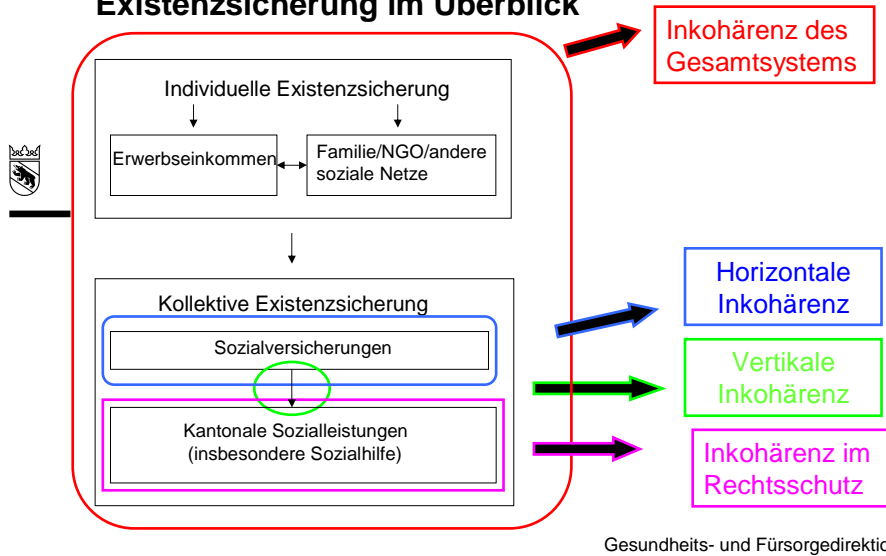 Existenzsicherung im Überblick
Inkohärenz des
Gesamtsystems
Individuelle Existenzsicherung
Erwerbseinkommen
Familie/NGO/andere
soziale Netze
Kollektive Existenzsicherung
Sozialversicherungen
Kantonale Sozialleistungen
(insbesondere Sozialhilfe)
Horizontale
Inkohärenz
Vertikale
Inkohärenz
Inkohärenz im
Rechtsschutz
Gesundheits- und Fürsorgedirektio